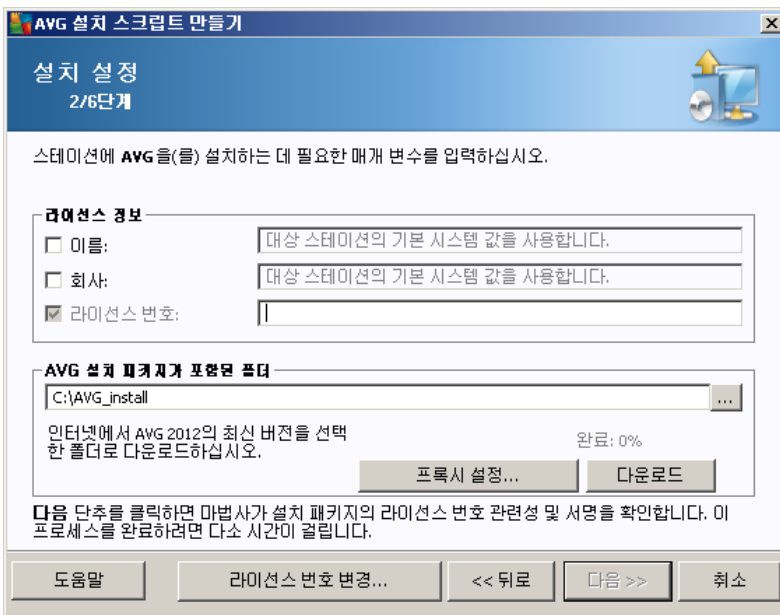 AVG 설치 스크립트 만들기
설치 설정
2/6단계
스테이션에 AVG을(를) 설치하는 데 필요한 매개 변수를 입력하십시오.
라이선스 정보
이름:
대상 스테이션의 기본 시스템 값을 사용합니다.
회사:
대상 스테이션의 기본 시스템 값을 사용합니다.
라이선스 번호:
AVG 설치 패키지가 포함된 폴더
C:\AVG_install
...
인터넷에서 AVG 2012의 최신 버전을 선택
한 폴더로 다운로드하십시오.
완료: 0%
프록시 설정...
다운로드
다음 단추를 클릭하면 마법사가 설치 패키지의 라이선스 번호 관련성 및 서명을 확인합니다. 이
프로세스를 완료하려면 다소 시간이 걸립니다.
도움말
라이선스 번호 변경...
<< 뒤로
다음 >>
취소